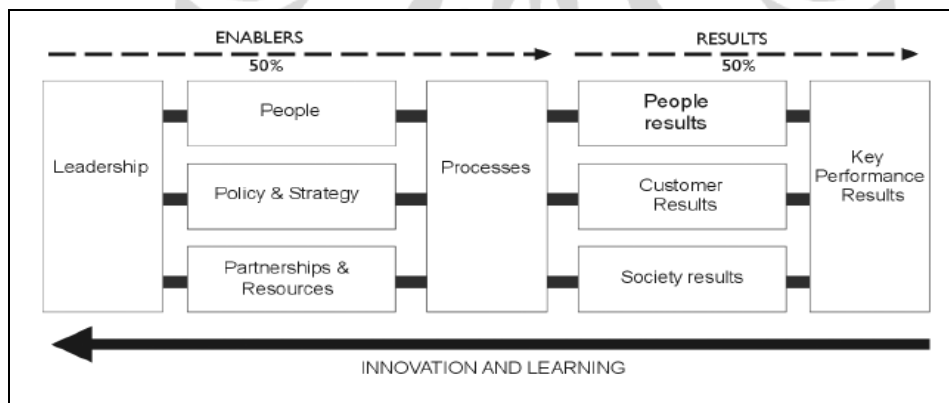 ENABLERS
50%
RESULTS
50%
Leadership
People
Policy & Strategy
Partnerships &
Resources
Processes
People
results
Customer
Results
Society results
Key
Performance
Results
INNOVATION AND LEARNING